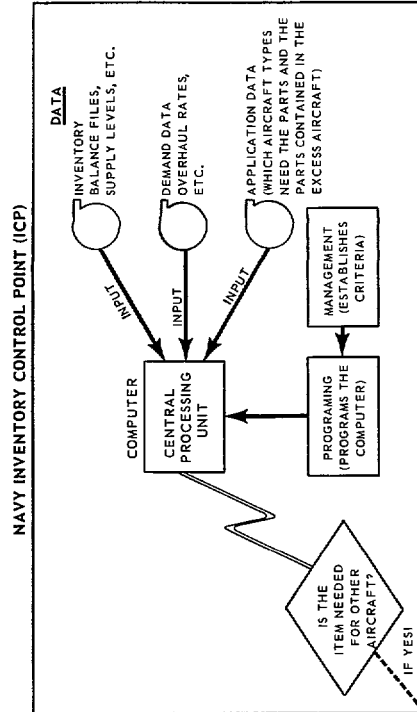 NAVY INVENTORY CONTROL POINT (ICP)
DATA
INVENTORY
BALANCE FILES,
SUPPLY LEVELS, ETC.
DEMAND DATA
OVERHAUL RATES,
ETC.
APPLICATION DATA
(WHICH AIRCRAFT TYPES
NEED THE PARTS AND THE
PARTS CONTAINED IN THE
EXCESS AIRCRAFT)
INPUT
INPUT
INPUT
COMPUTER
CENTRAL
PROCESSING
UNIT
MANAGEMENT
(ESTABLISHES
CRITERIA)
PROGRAMING
(PROGRAMS THE
COMPUTER)
IS THE
ITEM NEEDED
FOR OTHER
AIRCRAFT?
IF YES!